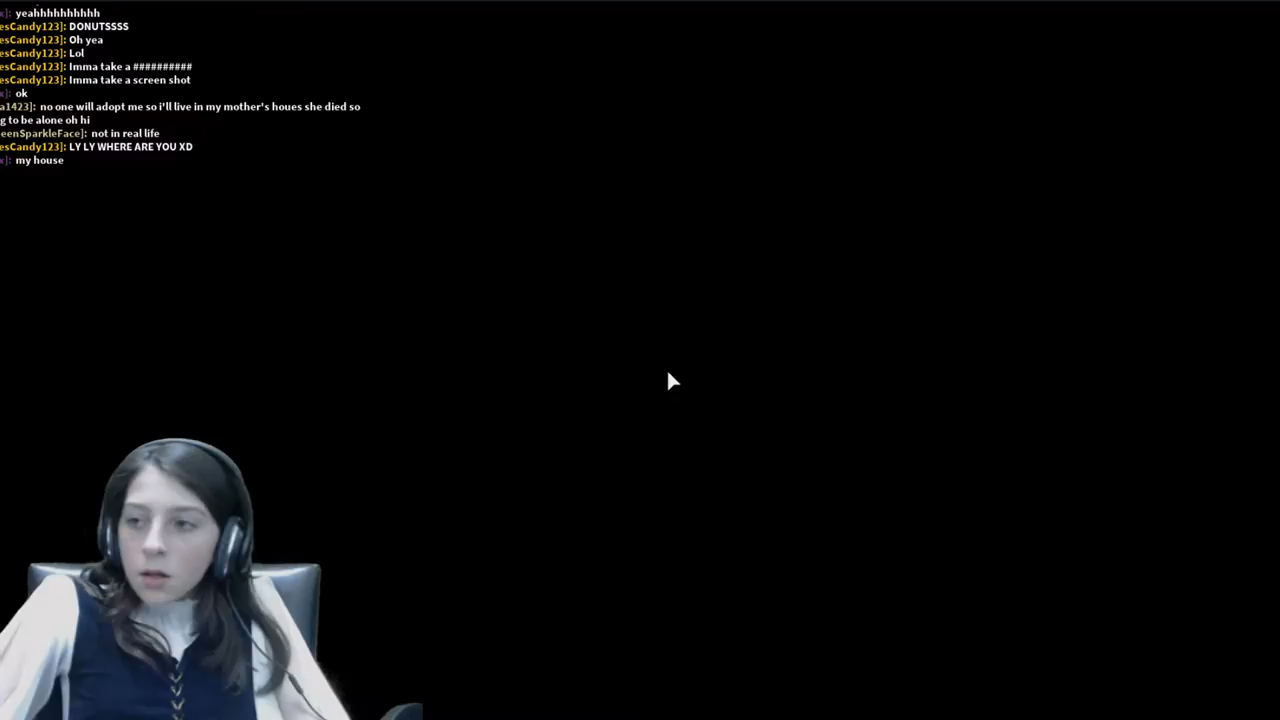 x]: yeahhhhhhhhhh
esCandy123]: DONUTSSSS
esCandy123]: Oh yea
esCandy123]: Lol
esCandy123]: Imma take a ##########
esCandy123]: Imma take a screen shot
x]: ok
a1423]: no one will adopt me so i'll live in my mother's houes she died so
g to be alone oh hi
eenSparkleFace]: not in real life
esCandy123]: LY LY WHERE ARE YOU XD
x]: my house